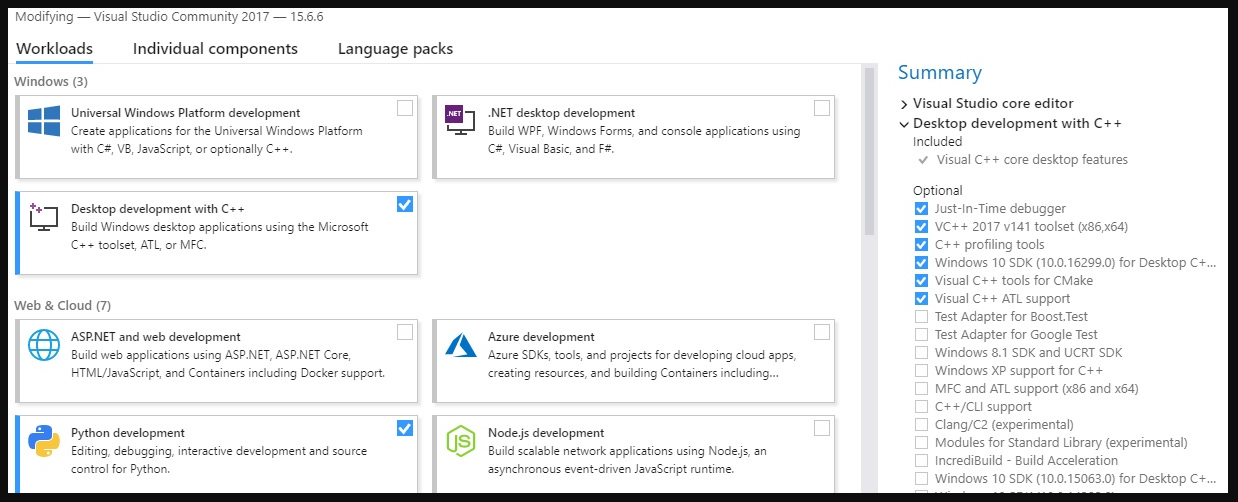 Modifying — Visual Studio Community 2017 — 15.6.6
Workloads
Individual components
Language packs
Windows (3)
Universal Windows Platform development
Create applications for the Universal Windows Platform
with C#, VB, JavaScript, or optionally C++.
.NET
.NET desktop development
Build WPF, Windows Forms, and console applications using
C#, Visual Basic, and F#.
Desktop development with C++
Build Windows desktop applications using the Microsoft
C++ toolset, ATL, or MFC.
Web & Cloud (7)
ASP.NET and web development
Build web applications using ASP.NET, ASP.NET Core,
HTML/JavaScript, and Containers including Docker support.
Azure development
Azure SDKs, tools, and projects for developing cloud apps,
creating resources, and building Containers including...
Python development
Editing, debugging, interactive development and source
control for Python.
JS
Node.js development
Build scalable network applications using Node.js, an
asynchronous event-driven JavaScript runtime.
Summary
Visual Studio core editor
Desktop development with C++
Included
Visual C++ core desktop features
Optional
Just-In-Time debugger
VC++ 2017 v141 toolset (x86,x64)
C++ profiling tools
Windows 10 SDK (10.0.16299.0) for Desktop C+...
Visual C++ tools for CMake
Visual C++ ATL support
Test Adapter for Boost.Test
Test Adapter for Google Test
Windows 8.1 SDK and UCRT SDK
Windows XP support for C++
MFC and ATL support (x86 and x64)
C++/CLI support
Clang/C2 (experimental)
Modules for Standard Library (experimental)
IncrediBuild - Build Acceleration
Windows 10 SDK (10.0.15063.0) for Desktop C+...